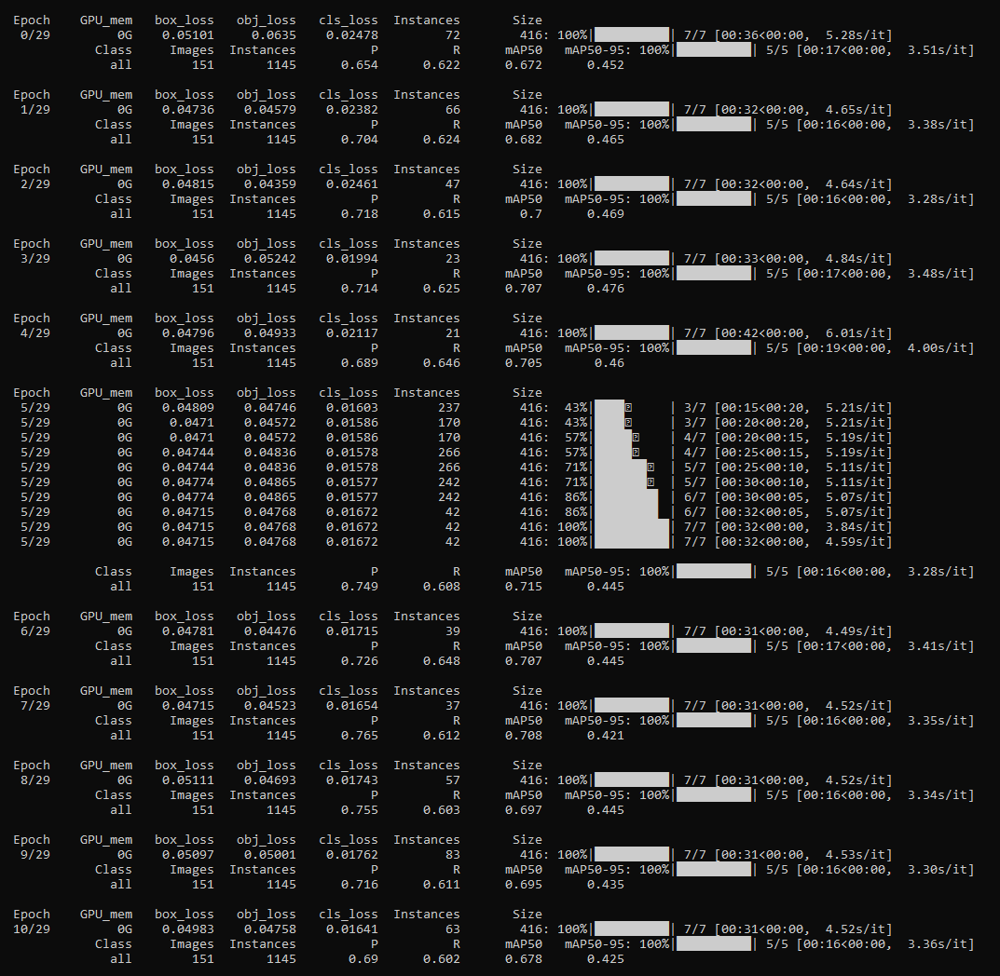 Epoch GPU_mem box_loss obj_loss cls_loss Instances Size
0/29 0G 0.05101 0.0635 0.02478 72 416: 100%|██████████| 7/7 [00:36<00:00, 5.28s/it]
Class Images Instances P R mAP50 mAP50-95: 100%|██████████| 5/5 [00:17<00:00, 3.51s/it]
all 151 1145 0.654 0.622 0.672 0.452
Epoch GPU_mem box_loss obj_loss cls_loss Instances Size
1/29 0G 0.04736 0.04579 0.02382 66 416: 100%|██████████| 7/7 [00:32<00:00, 4.65s/it]
Class Images Instances P R mAP50 mAP50-95: 100%|██████████| 5/5 [00:16<00:00, 3.38s/it]
all 151 1145 0.704 0.624 0.682 0.465
Epoch GPU_mem box_loss obj_loss cls_loss Instances Size
2/29 0G 0.04815 0.04359 0.02461 47 416: 100%|██████████| 7/7 [00:32<00:00, 4.64s/it]
Class Images Instances P R mAP50 mAP50-95: 100%|██████████| 5/5 [00:16<00:00, 3.28s/it]
all 151 1145 0.718 0.615 0.7 0.469
Epoch GPU_mem box_loss obj_loss cls_loss Instances Size
3/29 0G 0.0456 0.05242 0.01994 23 416: 100%|██████████| 7/7 [00:33<00:00, 4.84s/it]
Class Images Instances P R mAP50 mAP50-95: 100%|██████████| 5/5 [00:17<00:00, 3.48s/it]
all 151 1145 0.714 0.625 0.707 0.476
Epoch GPU_mem box_loss obj_loss cls_loss Instances Size
4/29 0G 0.04796 0.04933 0.02117 21 416: 100%|██████████| 7/7 [00:42<00:00, 6.01s/it]
Class Images Instances P R mAP50 mAP50-95: 100%|██████████| 5/5 [00:19<00:00, 4.00s/it]
all 151 1145 0.689 0.646 0.705 0.46
Epoch GPU_mem box_loss obj_loss cls_loss Instances Size
5/29 0G 0.04809 0.04746 0.01603 237 416: 43%|████ | 3/7 [00:15<00:20, 5.21s/it]
5/29 0G 0.0471 0.04572 0.01586 170 416: 43%|████ | 3/7 [00:20<00:20, 5.21s/it]
5/29 0G 0.0471 0.04572 0.01586 170 416: 57%|█████ | 4/7 [00:20<00:15, 5.19s/it]
5/29 0G 0.04744 0.04836 0.01578 266 416: 57%|█████ | 4/7 [00:25<00:15, 5.19s/it]
5/29 0G 0.04744 0.04836 0.01578 266 416: 71%|███████ | 5/7 [00:25<00:10, 5.11s/it]
5/29 0G 0.04774 0.04865 0.01577 242 416: 71%|███████ | 5/7 [00:30<00:10, 5.11s/it]
5/29 0G 0.04774 0.04865 0.01577 242 416: 86%|████████▌ | 6/7 [00:30<00:05, 5.07s/it]
5/29 0G 0.04715 0.04768 0.01672 42 416: 86%|████████▌ | 6/7 [00:32<00:05, 5.07s/it]
5/29 0G 0.04715 0.04768 0.01672 42 416: 100%|██████████| 7/7 [00:32<00:00, 3.84s/it]
5/29 0G 0.04715 0.04768 0.01672 42 416: 100%|██████████| 7/7 [00:32<00:00, 4.59s/it]
Class Images Instances P R mAP50 mAP50-95: 100%|██████████| 5/5 [00:16<00:00, 3.28s/it]
all 151 1145 0.749 0.608 0.715 0.445
Epoch GPU_mem box_loss obj_loss cls_loss Instances Size
6/29 0G 0.04781 0.04476 0.01715 39 416: 100%|██████████| 7/7 [00:31<00:00, 4.49s/it]
Class Images Instances P R mAP50 mAP50-95: 100%|██████████| 5/5 [00:17<00:00, 3.41s/it]
all 151 1145 0.726 0.648 0.707 0.445
Epoch GPU_mem box_loss obj_loss cls_loss Instances Size
7/29 0G 0.04715 0.04523 0.01654 37 416: 100%|██████████| 7/7 [00:31<00:00, 4.52s/it]
Class Images Instances P R mAP50 mAP50-95: 100%|██████████| 5/5 [00:16<00:00, 3.35s/it]
all 151 1145 0.765 0.612 0.708 0.421
Epoch GPU_mem box_loss obj_loss cls_loss Instances Size
8/29 0G 0.05111 0.04693 0.01743 57 416: 100%|██████████| 7/7 [00:31<00:00, 4.52s/it]
Class Images Instances P R mAP50 mAP50-95: 100%|██████████| 5/5 [00:16<00:00, 3.34s/it]
all 151 1145 0.755 0.603 0.697 0.445
Epoch GPU_mem box_loss obj_loss cls_loss Instances Size
9/29 0G 0.05097 0.05001 0.01762 83 416: 100%|██████████| 7/7 [00:31<00:00, 4.53s/it]
Class Images Instances P R mAP50 mAP50-95: 100%|██████████| 5/5 [00:16<00:00, 3.30s/it]
all 151 1145 0.716 0.611 0.695 0.435
Epoch GPU_mem box_loss obj_loss cls_loss Instances Size
10/29 0G 0.04983 0.04758 0.01641 63 416: 100%|██████████| 7/7 [00:31<00:00, 4.52s/it]
Class Images Instances P R mAP50 mAP50-95: 100%|██████████| 5/5 [00:16<00:00, 3.36s/it]
all 151 1145 0.69 0.602 0.678 0.425